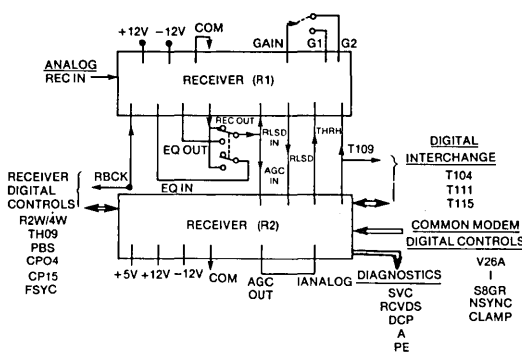 +12V -12V COM GAIN G1 G2
ANALOG
REC IN
RECEIVER (R1)
REC OUT
EQ OUT
RLSD
IN
THRH
T109
RLSD
AGC
IN
EQ IN
RBCK
RECEIVER
DIGITAL
CONTROLS
R2W/4W
TH09
PBS
CPO4
CP15
FSYC
DIGITAL
INTERCHANGE
T104
T111
T115
RECEIVER (R2)
COMMON MODEM
DIGITAL CONTROLS
V26A
I
S8GR
NSYNC
CLAMP
+5V +12V -12V COM AGC
OUT
IANALOG
DIAGNOSTICS
SVC
RCVDS
DCP
A
PE